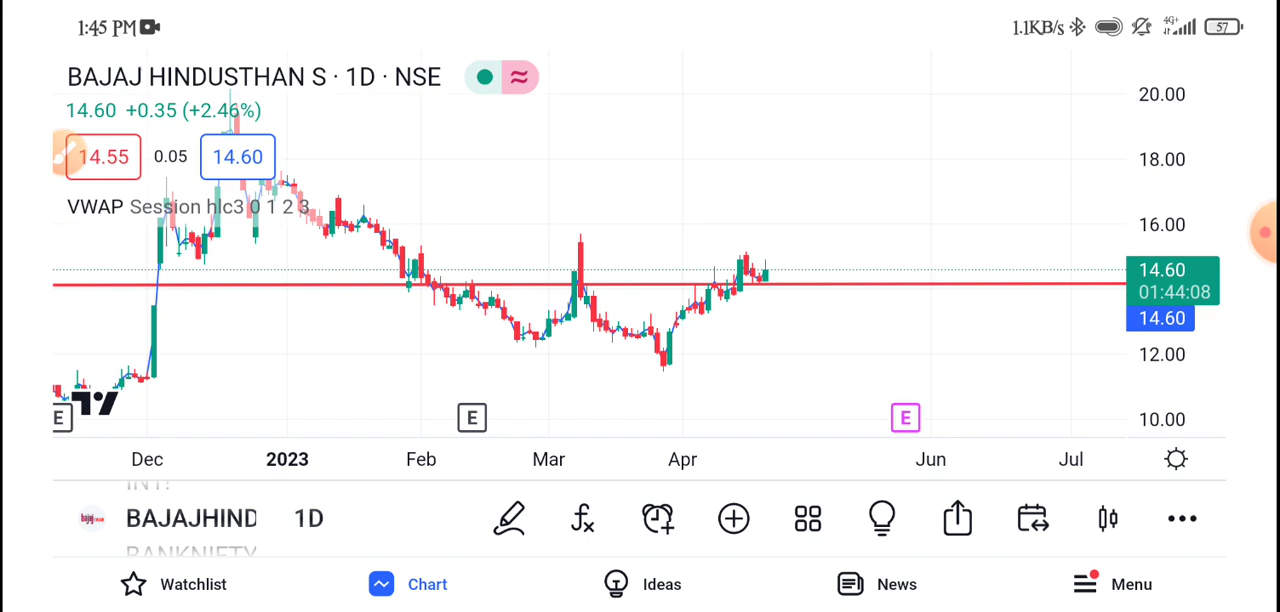 1:45 PM
1.1KB/s 4G+ 57
BAJAJ HINDUSTHAN S · 1D · NSE
14.60 +0.35 (+2.46%)
14.55 0.05 14.60
VWAP Session hlc3 0 1 2 3
20.00
18.00
16.00
14.60
01:44:08
14.60
12.00
10.00
E E E
Dec 2023 Feb Mar Apr Jun Jul
BAJAJHIND 1D
BANKNIFTY
Watchlist Chart Ideas News Menu